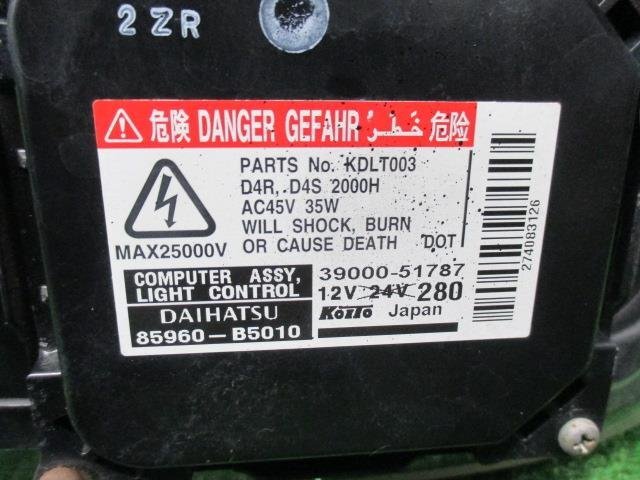 2ZR
危険 DANGER GEFAHR خطر 危险
PARTS No. KDLT003
D4R, D4S 2000H
AC45V 35W
WILL SHOCK, BURN
OR CAUSE DEATH DOT
MAX25000V
COMPUTER ASSY,
LIGHT CONTROL
DAIHATSU
85960-B5010
39000-51787
12V 24V 280
KOITO Japan
274083126